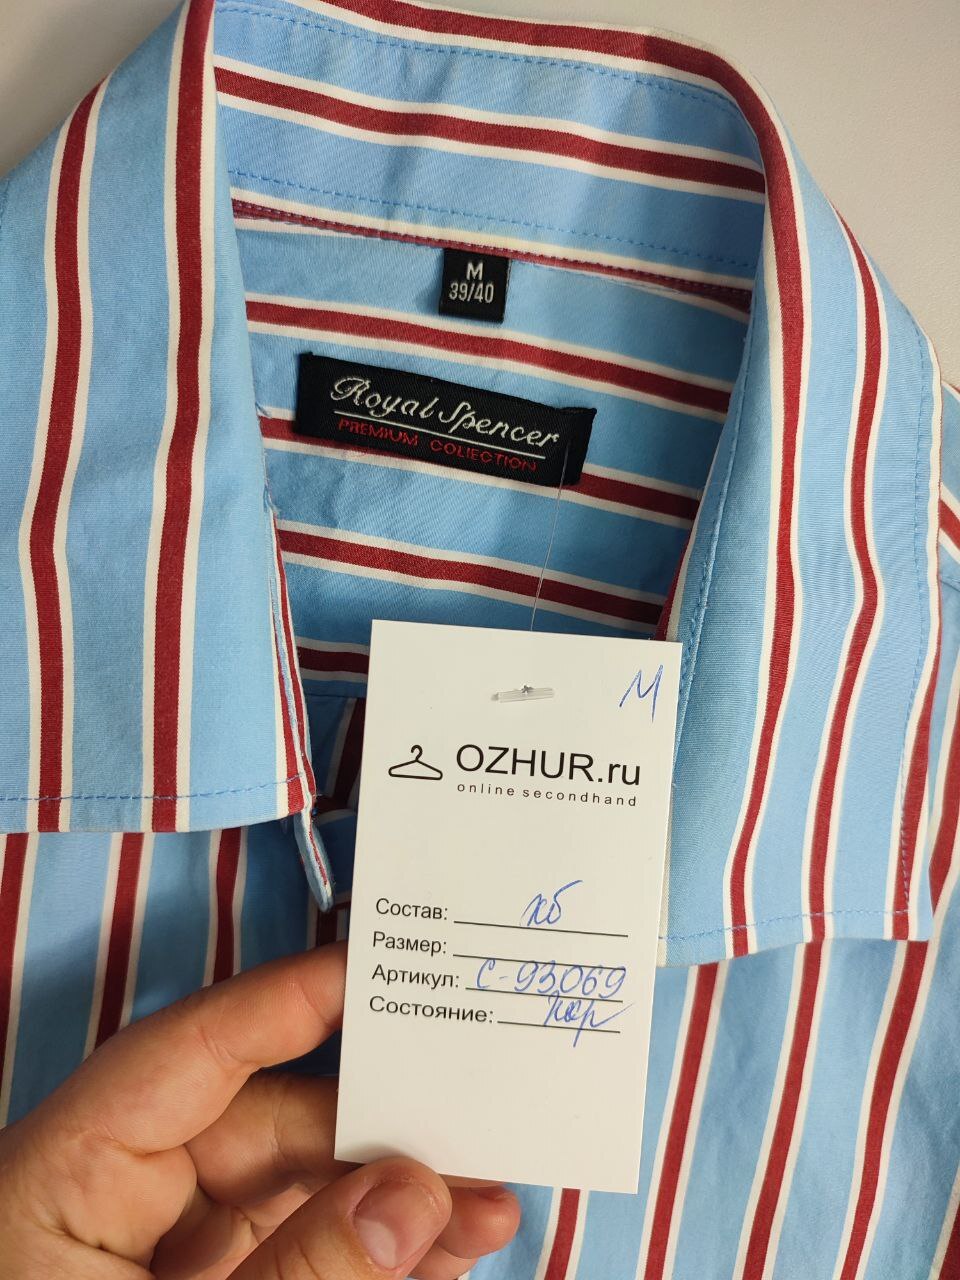 M
39/40
Royal Spencer
PREMIUM COLLECTION
M
OZHUR.ru
online secondhand
Состав: хб
Размер:
Артикул: С-93069
Состояние: хор